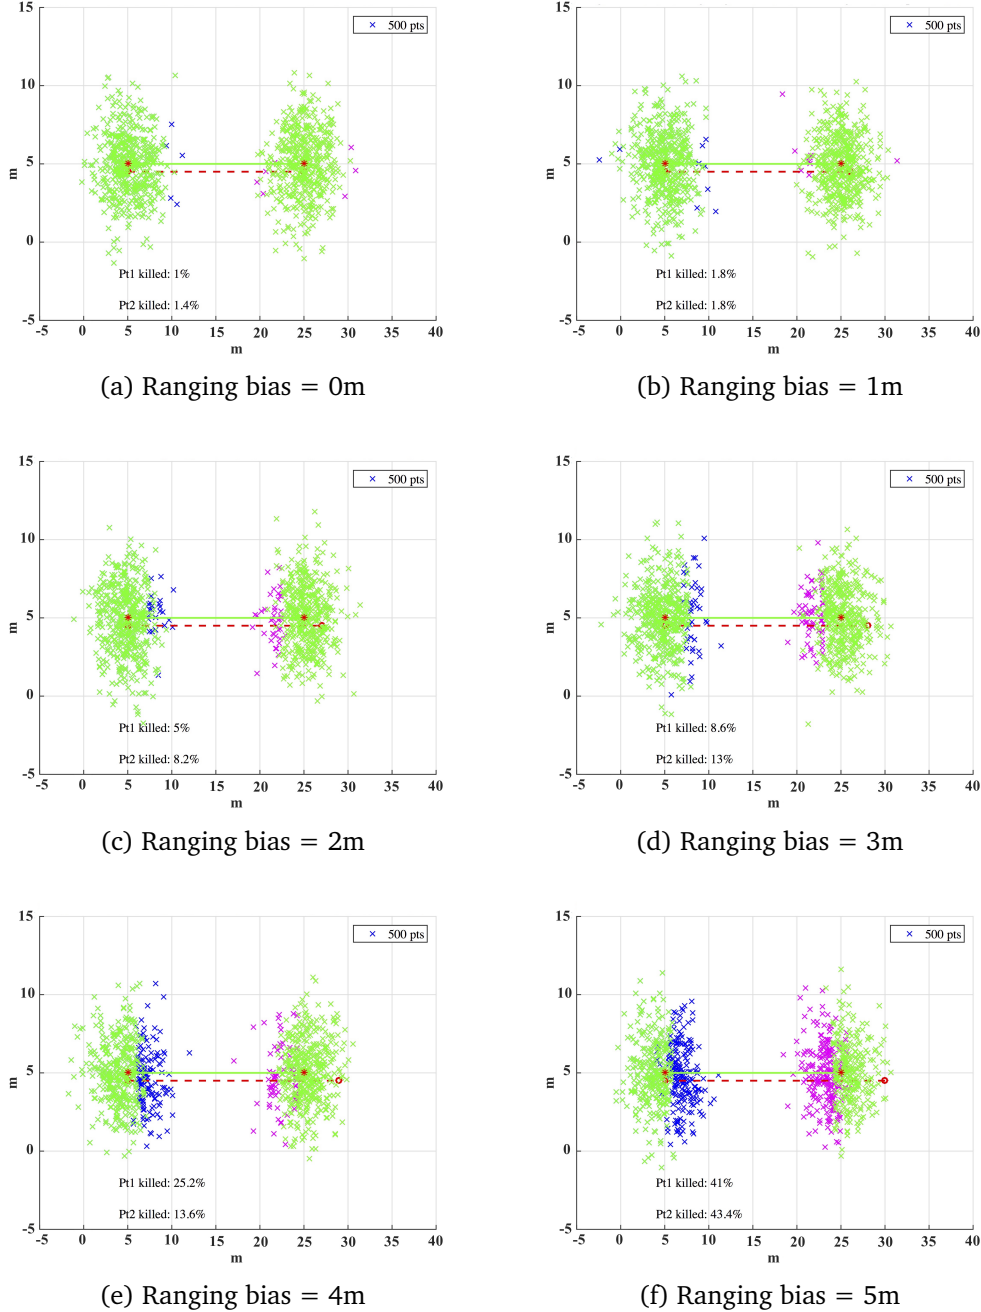 15
10
5
0
-5
m
500 pts
Pt1 killed: 1%
Pt2 killed: 1.4%
-5 0 5 10 15 20 25 30 35 40
m
(a) Ranging bias = 0m
15
10
5
0
-5
m
500 pts
Pt1 killed: 1.8%
Pt2 killed: 1.8%
-5 0 5 10 15 20 25 30 35 40
m
(b) Ranging bias = 1m
15
10
5
0
-5
m
500 pts
Pt1 killed: 5%
Pt2 killed: 8.2%
-5 0 5 10 15 20 25 30 35 40
m
(c) Ranging bias = 2m
15
10
5
0
-5
m
500 pts
Pt1 killed: 8.6%
Pt2 killed: 13%
-5 0 5 10 15 20 25 30 35 40
m
(d) Ranging bias = 3m
15
10
5
0
-5
m
500 pts
Pt1 killed: 25.2%
Pt2 killed: 13.6%
-5 0 5 10 15 20 25 30 35 40
m
(e) Ranging bias = 4m
15
10
5
0
-5
m
500 pts
Pt1 killed: 41%
Pt2 killed: 43.4%
-5 0 5 10 15 20 25 30 35 40
m
(f) Ranging bias = 5m